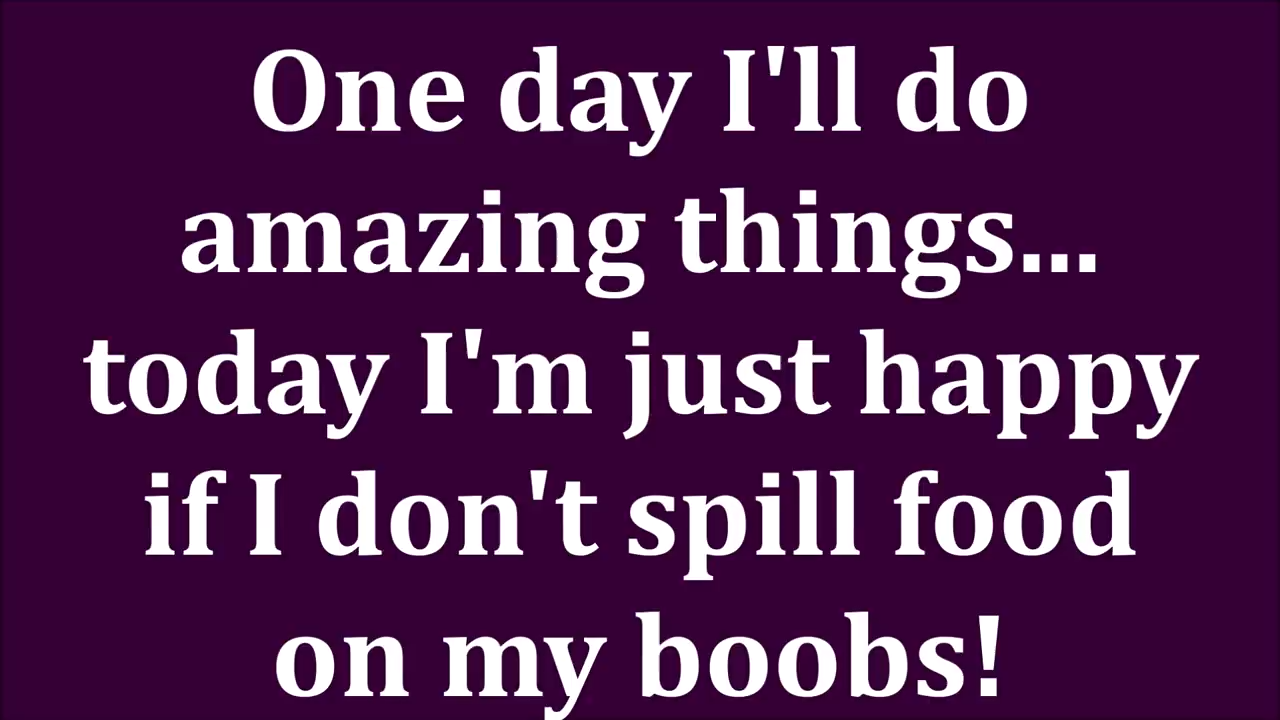 One day I'll do
amazing things...
today I'm just happy
if I don't spill food
on my boobs!